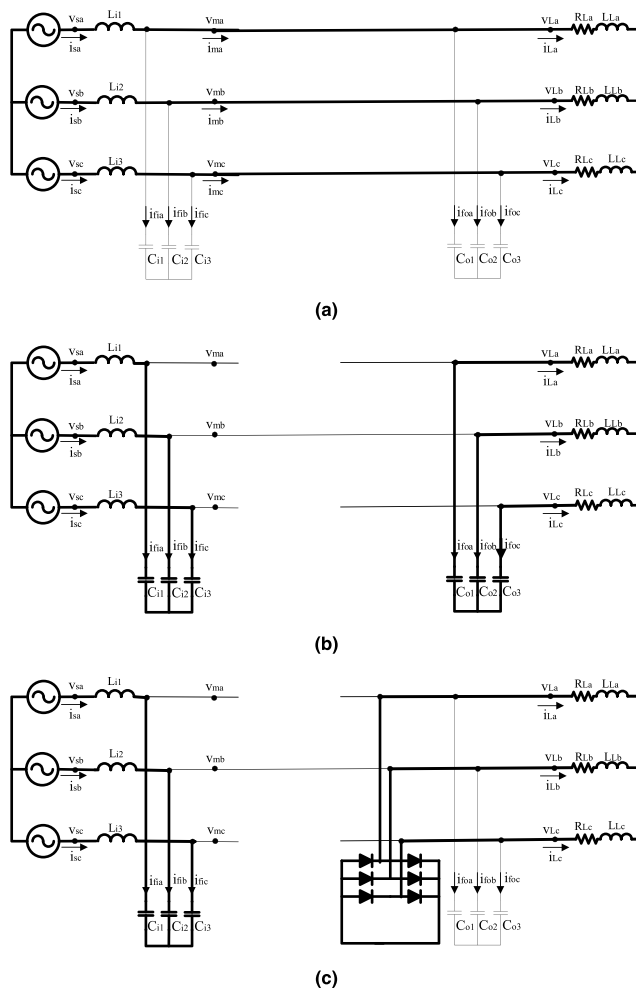 vsa Li1 vma vLa RLa LLa
isa ima iLa
vsb Li2 vmb vLb RLb LLb
isb imb iLb
vsc Li3 vmc vLc RLc LLc
isc imc iLc
ifia ifib ific ifoa ifob ifoc
Ci1 Ci2 Ci3 Co1 Co2 Co3
(a)
vsa Li1 vma vLa RLa LLa
isa iLa
vsb Li2 vmb vLb RLb LLb
isb iLb
vsc Li3 vmc vLc RLc LLc
isc iLc
ifia ifib ific ifoa ifob ifoc
Ci1 Ci2 Ci3 Co1 Co2 Co3
(b)
vsa Li1 vma vLa RLa LLa
isa iLa
vsb Li2 vmb vLb RLb LLb
isb iLb
vsc Li3 vmc vLc RLc LLc
isc iLc
ifia ifib ific ifoa ifob ifoc
Ci1 Ci2 Ci3 Co1 Co2 Co3
(c)